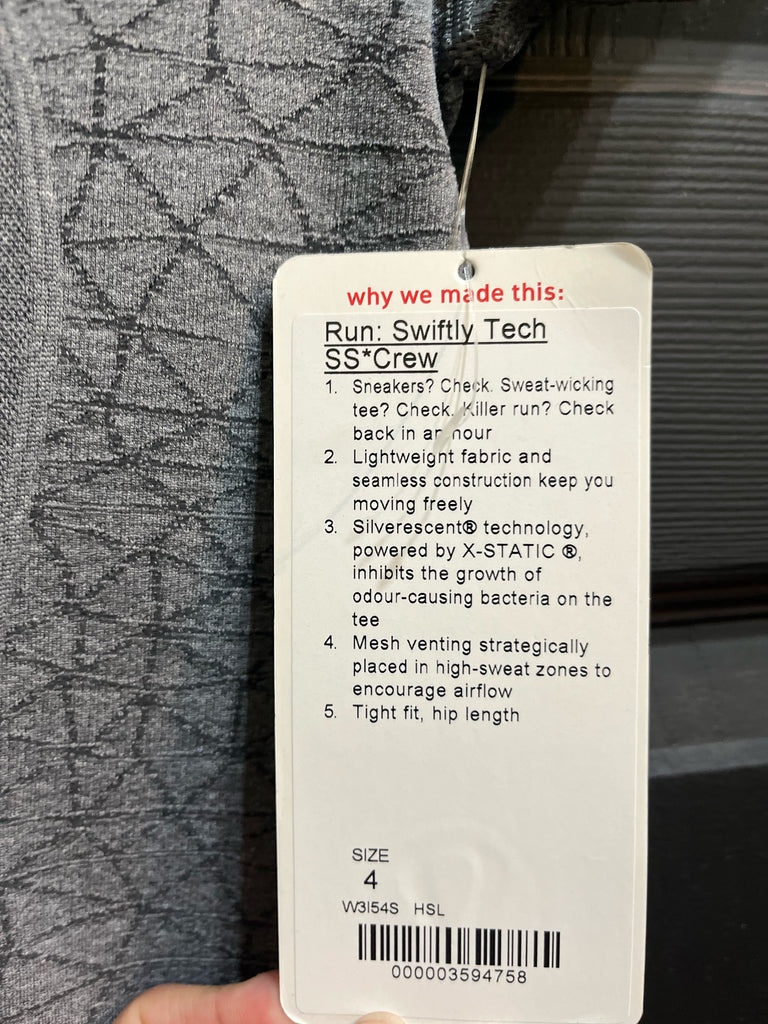 why we made this:
Run: Swiftly Tech
SS*Crew
1. Sneakers? Check. Sweat-wicking
tee? Check. Killer run? Check
back in an hour
2. Lightweight fabric and
seamless construction keep you
moving freely
3. Silverescent® technology,
powered by X-STATIC ®,
inhibits the growth of
odour-causing bacteria on the
tee
4. Mesh venting strategically
placed in high-sweat zones to
encourage airflow
5. Tight fit, hip length
SIZE
4
W3I54S HSL
000003594758